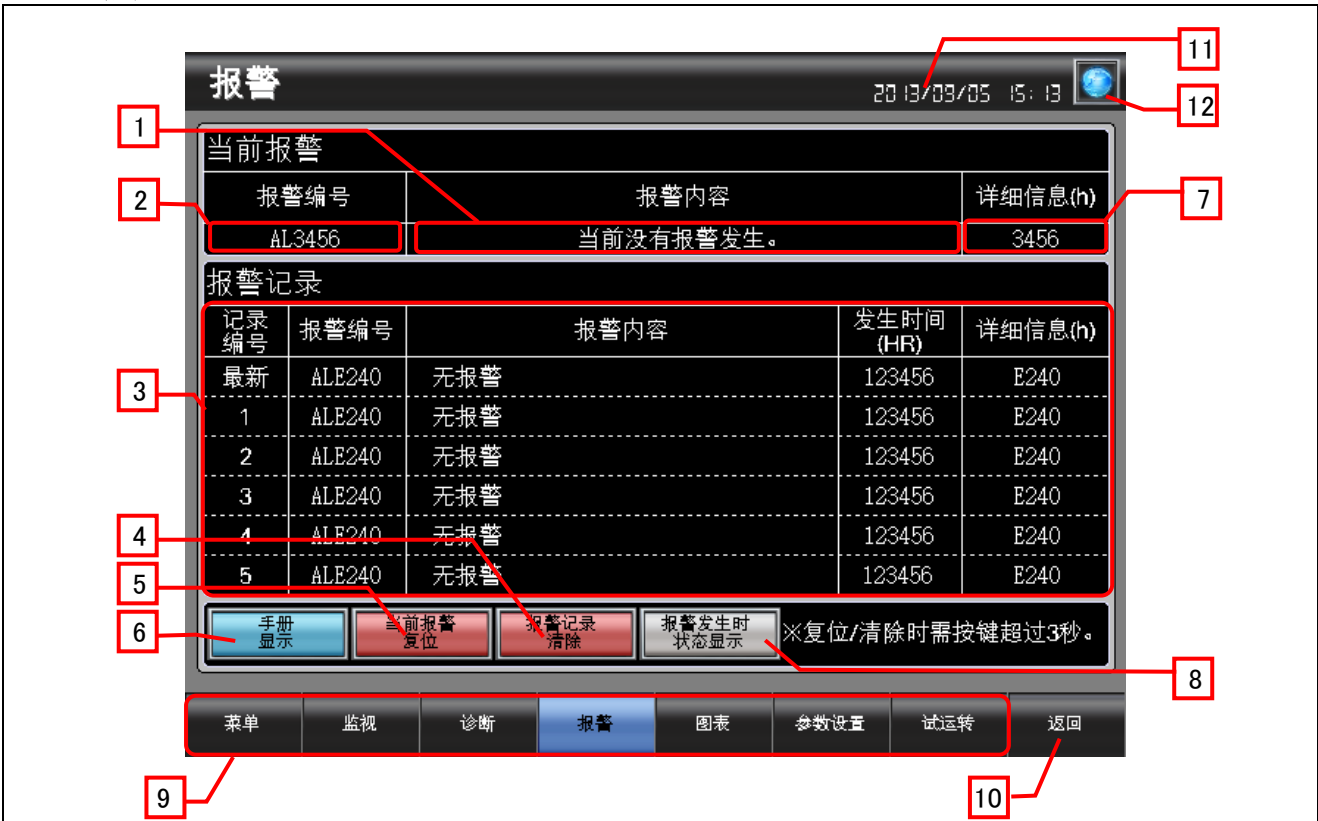 11
报警
2013/09/05 15:13
12
1
当前报警
2
报警编号 报警内容 详细信息(h)
7
AL3456 当前没有报警发生。 3456
报警记录
记录
编号 报警编号 报警内容 发生时间
(HR) 详细信息(h)
3
最新 ALE240 无报警 123456 E240
1 ALE240 无报警 123456 E240
2 ALE240 无报警 123456 E240
3 ALE240 无报警 123456 E240
4
4 ALE240 无报警 123456 E240
5
5 ALE240 无报警 123456 E240
6
手册
显示
当前报警
复位
报警记录
清除
报警发生时
状态显示
※复位/清除时需按键超过3秒。
8
菜单 监视 诊断 报警 图表 参数设置 试运转 返回
9
10